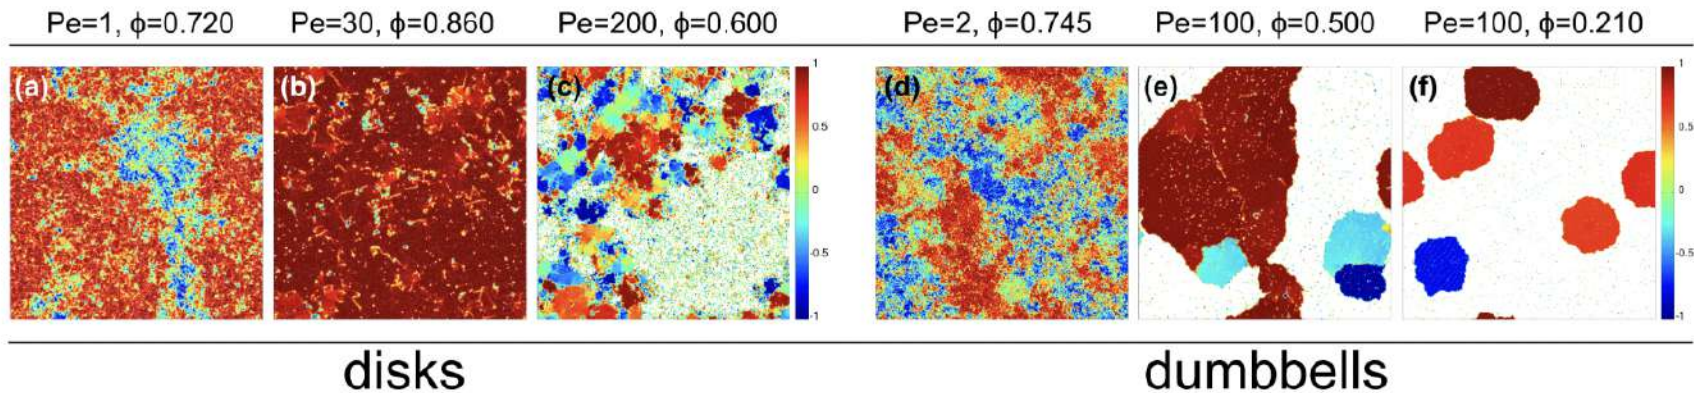 Pe=1, ϕ=0.720 Pe=30, ϕ=0.860 Pe=200, ϕ=0.600 Pe=2, ϕ=0.745 Pe=100, ϕ=0.500 Pe=100, ϕ=0.210
(a) (b) (c) (d) (e) (f)
1 1
0.5 0.5
0 0
-0.5 -0.5
-1 -1
disks dumbbells